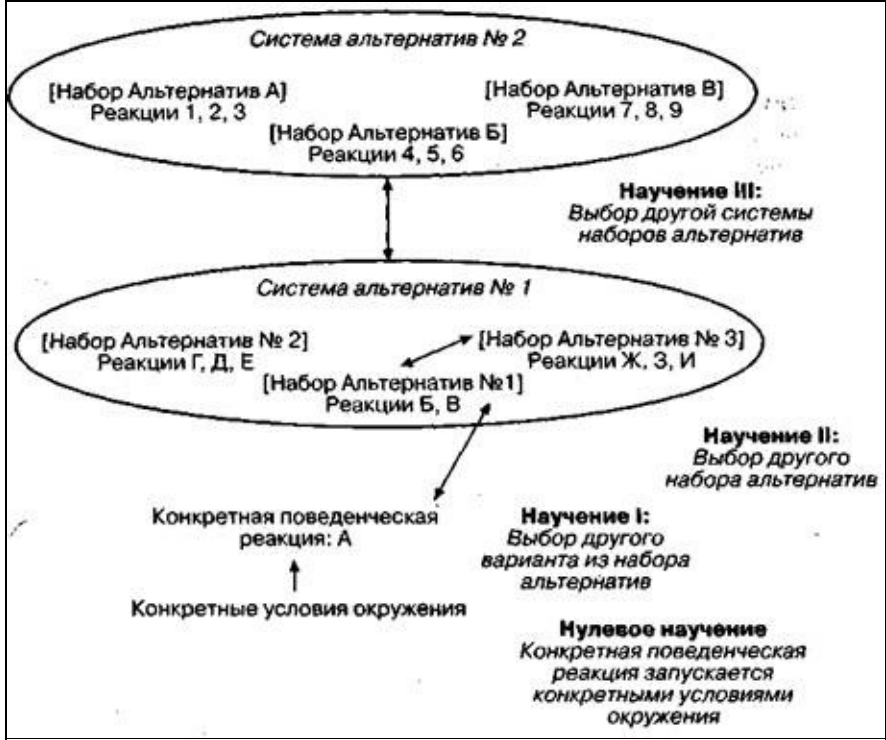 Система альтернатив № 2
[Набор Альтернатив А]
Реакции 1, 2, 3
[Набор Альтернатив В]
Реакции 7, 8, 9
[Набор Альтернатив Б]
Реакции 4, 5, 6
Научение III:
Выбор другой системы
наборов альтернатив
Система альтернатив № 1
[Набор Альтернатив № 2]
Реакции Г, Д, Е
[Набор Альтернатив № 3]
Реакции Ж, З, И
[Набор Альтернатив №1]
Реакции Б, В
Научение II:
Выбор другого
набора альтернатив
Конкретная поведенческая
реакция: А
Научение I:
Выбор другого
варианта из набора
альтернатив
Конкретные условия окружения
Нулевое научение
Конкретная поведенческая
реакция запускается
конкретными условиями
окружения